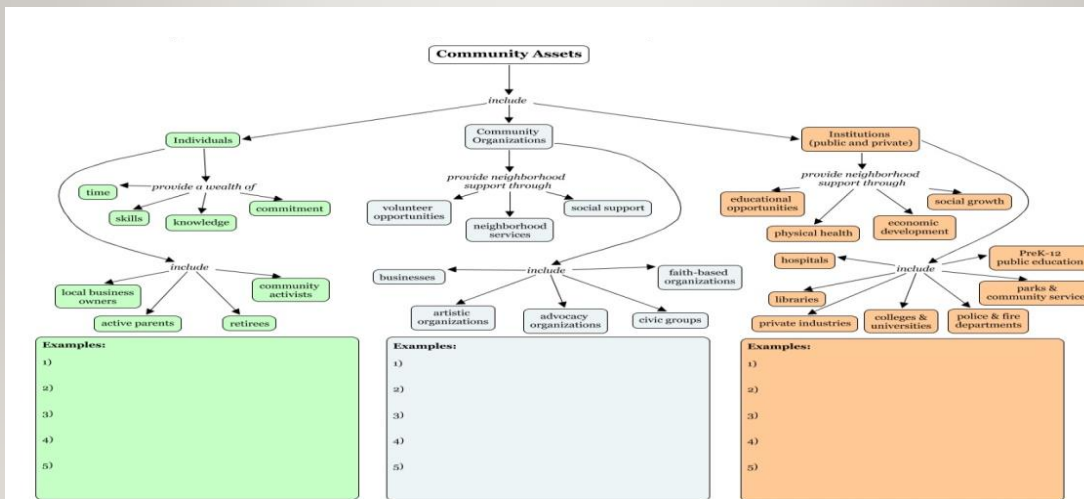 Community Assets
include
Individuals
Community
Organizations
Institutions
(public and private)
provide a wealth of
time
skills
knowledge
commitment
provide neighborhood
support through
volunteer
opportunities
neighborhood
services
social support
provide neighborhood
support through
educational
opportunities
physical health
economic
development
social growth
include
local business
owners
active parents
retirees
community
activists
include
businesses
artistic
organizations
advocacy
organizations
civic groups
faith-based
organizations
include
hospitals
libraries
private industries
colleges &
universities
police & fire
departments
parks &
community service
PreK-12
public education
Examples:
1)
2)
3)
4)
5)
Examples:
1)
2)
3)
4)
5)
Examples:
1)
2)
3)
4)
5)